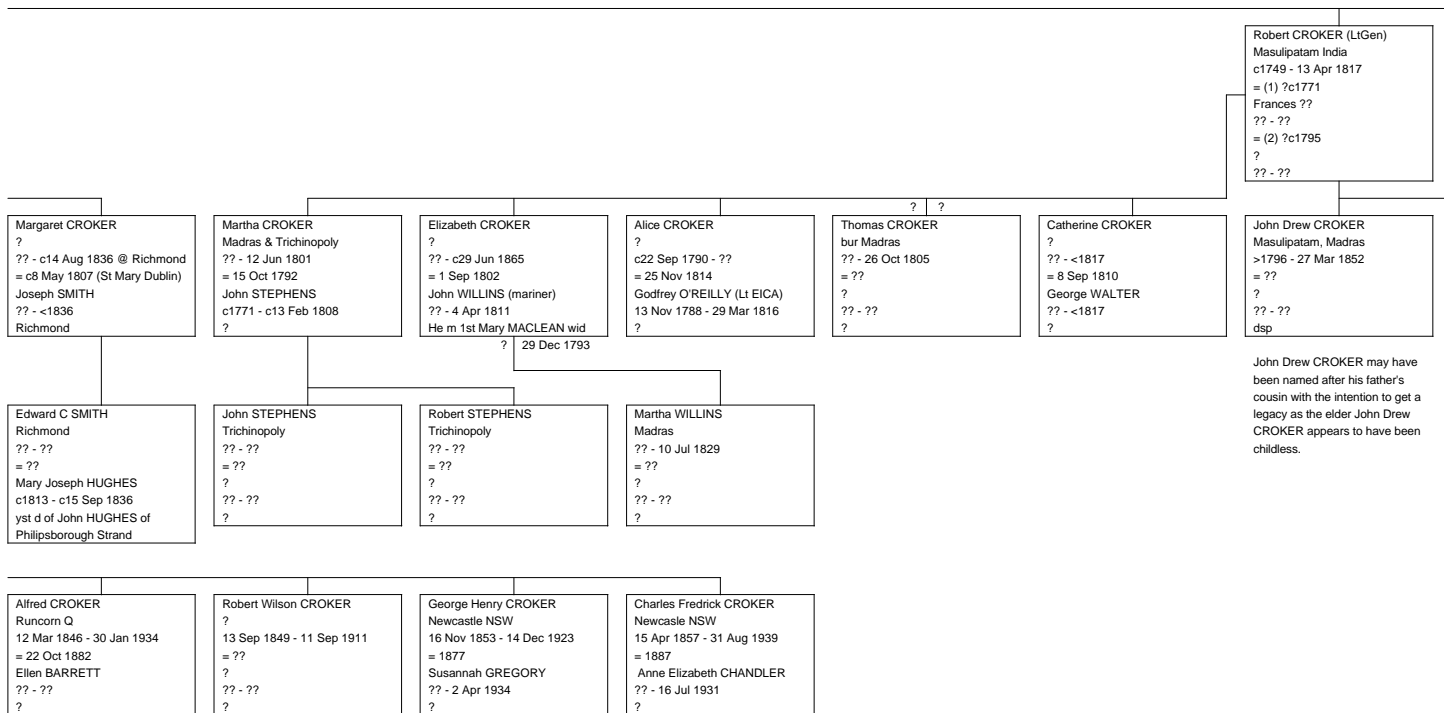 Robert CROKER (LtGen)
Masulipatam India
c1749 - 13 Apr 1817
= (1) ?c1771
Frances ??
?? - ??
= (2) ?c1795
?
?? - ??
Margaret CROKER
?
?? - c14 Aug 1836 @ Richmond
= c8 May 1807 (St Mary Dublin)
Joseph SMITH
?? - <1836
Richmond
Martha CROKER
Madras & Trichinopoly
?? - 12 Jun 1801
= 15 Oct 1792
John STEPHENS
c1771 - c13 Feb 1808
?
Elizabeth CROKER
?
?? - c29 Jun 1865
= 1 Sep 1802
John WILLINS (mariner)
?? - 4 Apr 1811
He m 1st Mary MACLEAN wid
? 29 Dec 1793
Alice CROKER
?
c22 Sep 1790 - ??
= 25 Nov 1814
Godfrey O'REILLY (Lt EICA)
13 Nov 1788 - 29 Mar 1816
?
? ?
Thomas CROKER
bur Madras
?? - 26 Oct 1805
= ??
?
?? - ??
?
Catherine CROKER
?
?? - <1817
= 8 Sep 1810
George WALTER
?? - <1817
?
John Drew CROKER
Masulipatam, Madras
>1796 - 27 Mar 1852
= ??
?
?? - ??
dsp
John Drew CROKER may have
been named after his father's
cousin with the intention to get a
legacy as the elder John Drew
CROKER appears to have been
childless.
Edward C SMITH
Richmond
?? - ??
= ??
Mary Joseph HUGHES
c1813 - c15 Sep 1836
yst d of John HUGHES of
Philipsborough Strand
John STEPHENS
Trichinopoly
?? - ??
= ??
?
?? - ??
?
Robert STEPHENS
Trichinopoly
?? - ??
= ??
?
?? - ??
?
Martha WILLINS
Madras
?? - 10 Jul 1829
= ??
?
?? - ??
?
Alfred CROKER
Runcorn Q
12 Mar 1846 - 30 Jan 1934
= 22 Oct 1882
Ellen BARRETT
?? - ??
?
Robert Wilson CROKER
?
13 Sep 1849 - 11 Sep 1911
= ??
?
?? - ??
?
George Henry CROKER
Newcastle NSW
16 Nov 1853 - 14 Dec 1923
= 1877
Susannah GREGORY
?? - 2 Apr 1934
?
Charles Fredrick CROKER
Newcasle NSW
15 Apr 1857 - 31 Aug 1939
= 1887
Anne Elizabeth CHANDLER
?? - 16 Jul 1931
?